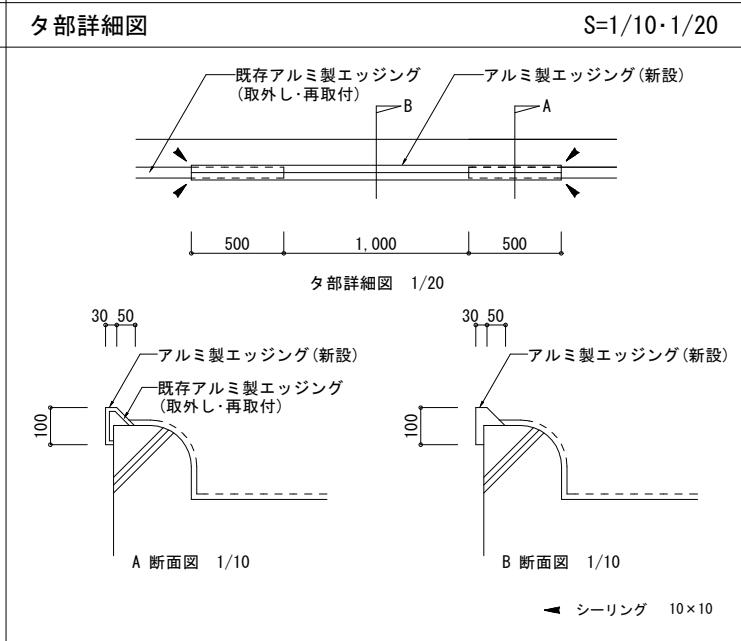 タ部詳細図
S=1/10・1/20
既存アルミ製エッジング
(取外し・再取付)
アルミ製エッジング(新設)
B
A
500
1,000
500
タ部詳細図 1/20
30 50
アルミ製エッジング(新設)
既存アルミ製エッジング
(取外し・再取付)
100
A 断面図 1/10
30 50
アルミ製エッジング(新設)
100
B 断面図 1/10
シーリング 10×10